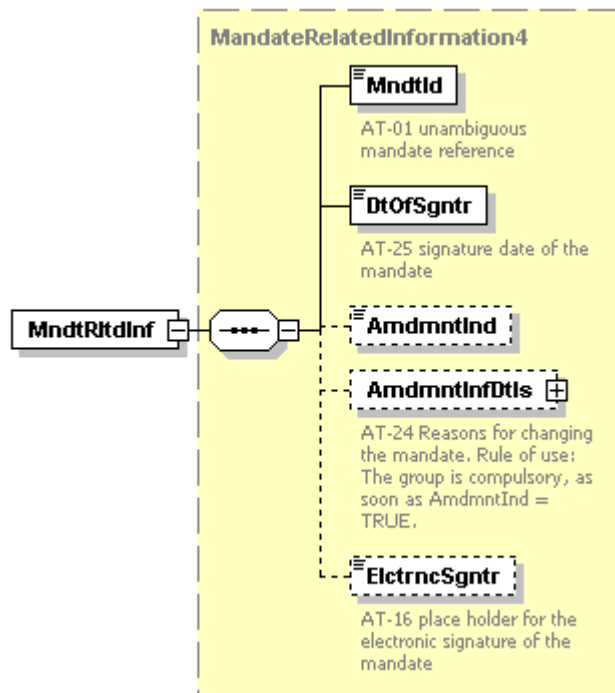 MandateRelatedInformation4
MndtId
AT-01 unambiguous
mandate reference
DtOfSgntr
AT-25 signature date of the
mandate
MndtRltdInf
AmdmntInd
AmdmntInfDtls
AT-24 Reasons for changing
the mandate. Rule of use:
The group is compulsory, as
soon as AmdmntInd =
TRUE.
ElctrncSgntr
AT-16 place holder for the
electronic signature of the
mandate